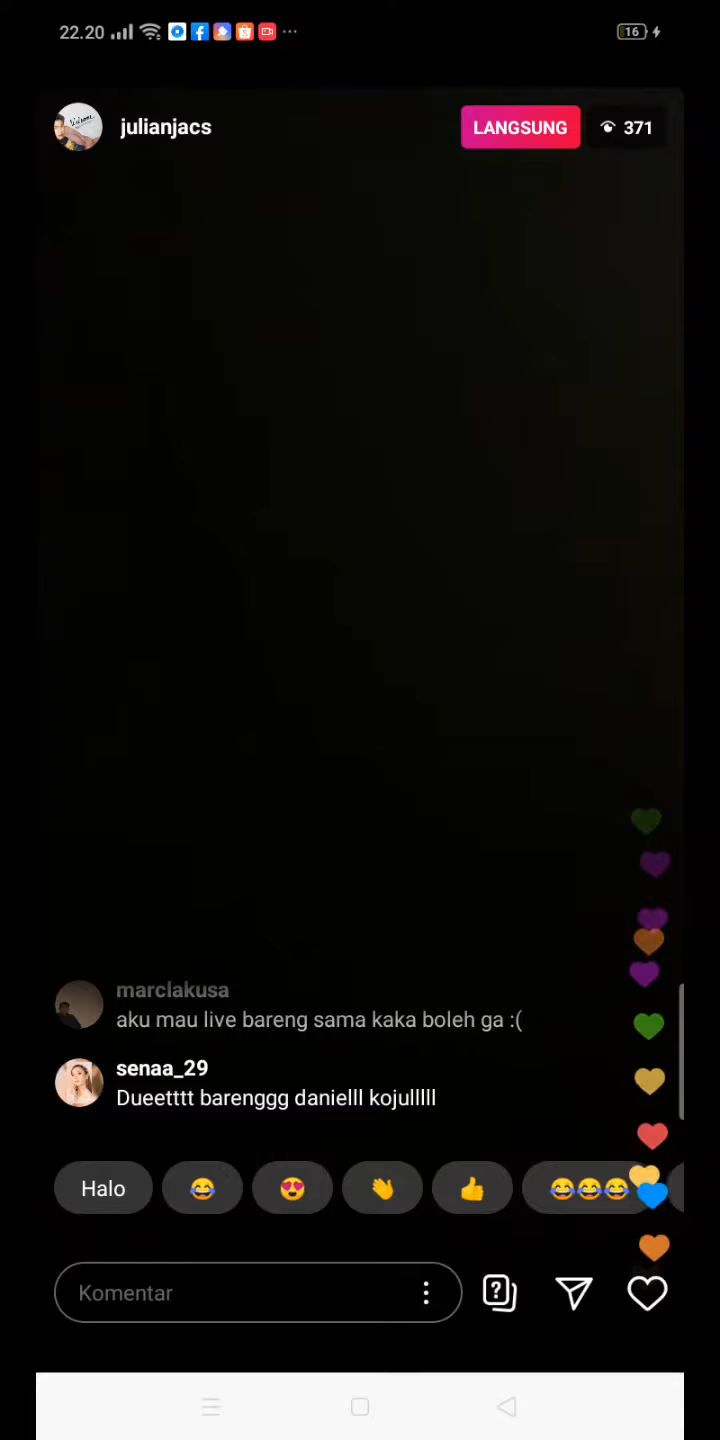 22.20
16
julianjacs
LANGSUNG
371
marclakusa
aku mau live bareng sama kaka boleh ga :(
senaa_29
Dueetttt barenggg danielll kojulllll
Halo
Komentar